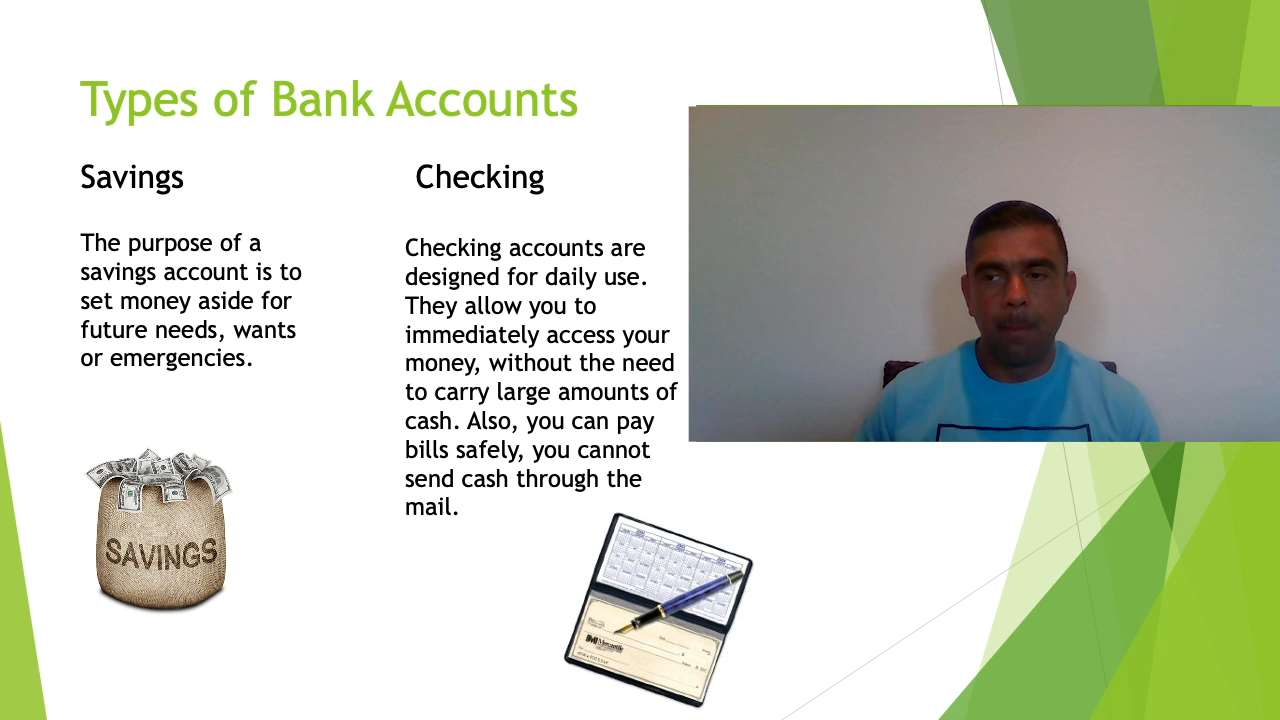 Types of Bank Accounts
Savings
The purpose of a
savings account is to
set money aside for
future needs, wants
or emergencies.
SAVINGS
Checking
Checking accounts are
designed for daily use.
They allow you to
immediately access your
money, without the need
to carry large amounts of
cash. Also, you can pay
bills safely, you cannot
send cash through the
mail.